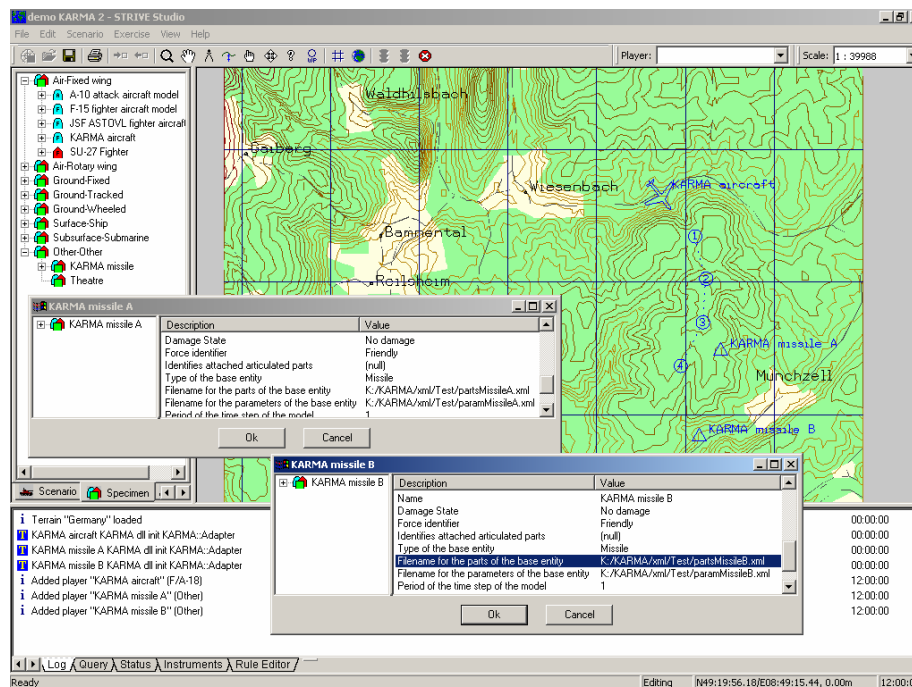 demo KARMA 2 - STRIVE Studio
File Edit Scenario Exercise View Help
Player: Scale: 1 : 39988
Air-Fixed wing
A-10 attack aircraft model
F-15 fighter aircraft model
JSF ASTOVL fighter aircraft
KARMA aircraft
SU-27 Fighter
Air-Rotary wing
Ground-Fixed
Ground-Tracked
Ground-Wheeled
Surface-Ship
Subsurface-Submarine
Other-Other
KARMA missile
Theatre
Waldhilsbach
Gaiberg
Wiesenbach
KARMA aircraft
Bammental
1
2
Reilsheim
3
KARMA missile A
4
Munchzell
KARMA missile B
KARMA missile A
KARMA missile A
Description Value
Damage State No damage
Force identifier Friendly
Identifies attached articulated parts (null)
Type of the base entity Missile
Filename for the parts of the base entity K:/KARMA/xml/Test/partsMissileA.xml
Filename for the parameters of the base entity K:/KARMA/xml/Test/paramMissileA.xml
Period of the time step of the model 1
Ok Cancel
Scenario Specimen
KARMA missile B
KARMA missile B
Description Value
Name KARMA missile B
Damage State No damage
Force identifier Friendly
Identifies attached articulated parts (null)
Type of the base entity Missile
Filename for the parts of the base entity K:/KARMA/xml/Test/partsMissileB.xml
Filename for the parameters of the base entity K:/KARMA/xml/Test/paramMissileB.xml
Period of the time step of the model 1
Ok Cancel
Terrain "Germany" loaded 00:00:00
KARMA aircraft KARMA dll init KARMA::Adapter 00:00:00
KARMA missile A KARMA dll init KARMA::Adapter 00:00:00
KARMA missile B KARMA dll init KARMA::Adapter 00:00:00
Added player "KARMA aircraft" (F/A-18) 12:00:00
Added player "KARMA missile A" (Other) 12:00:00
Added player "KARMA missile B" (Other) 12:00:00
Log Query Status Instruments Rule Editor
Ready Editing N49:19:56.18/E08:49:15.44, 0.00m 12:00:0